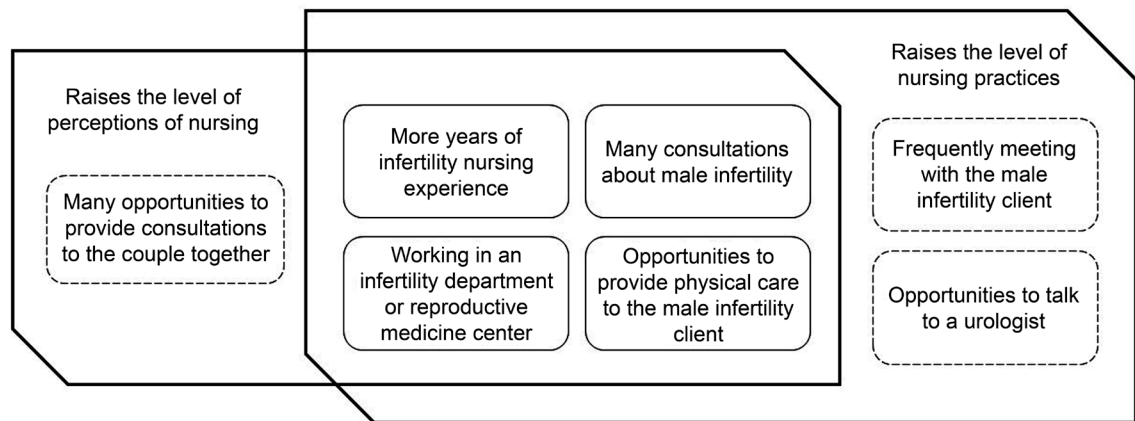 Raises the level of
perceptions of nursing
Many opportunities to
provide consultations
to the couple together
More years of
infertility nursing
experience
Many consultations
about male infertility
Working in an
infertility department
or reproductive
medicine center
Opportunities to
provide physical care
to the male infertility
client
Raises the level of
nursing practices
Frequently meeting
with the male
infertility client
Opportunities to talk
to a urologist